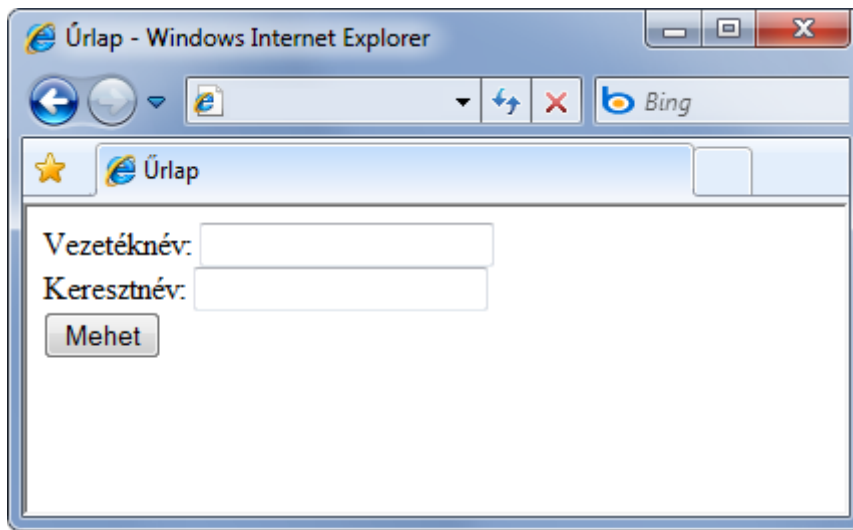 Űrlap - Windows Internet Explorer
Bing
Űrlap
Vezetéknév:
Keresztnév:
Mehet